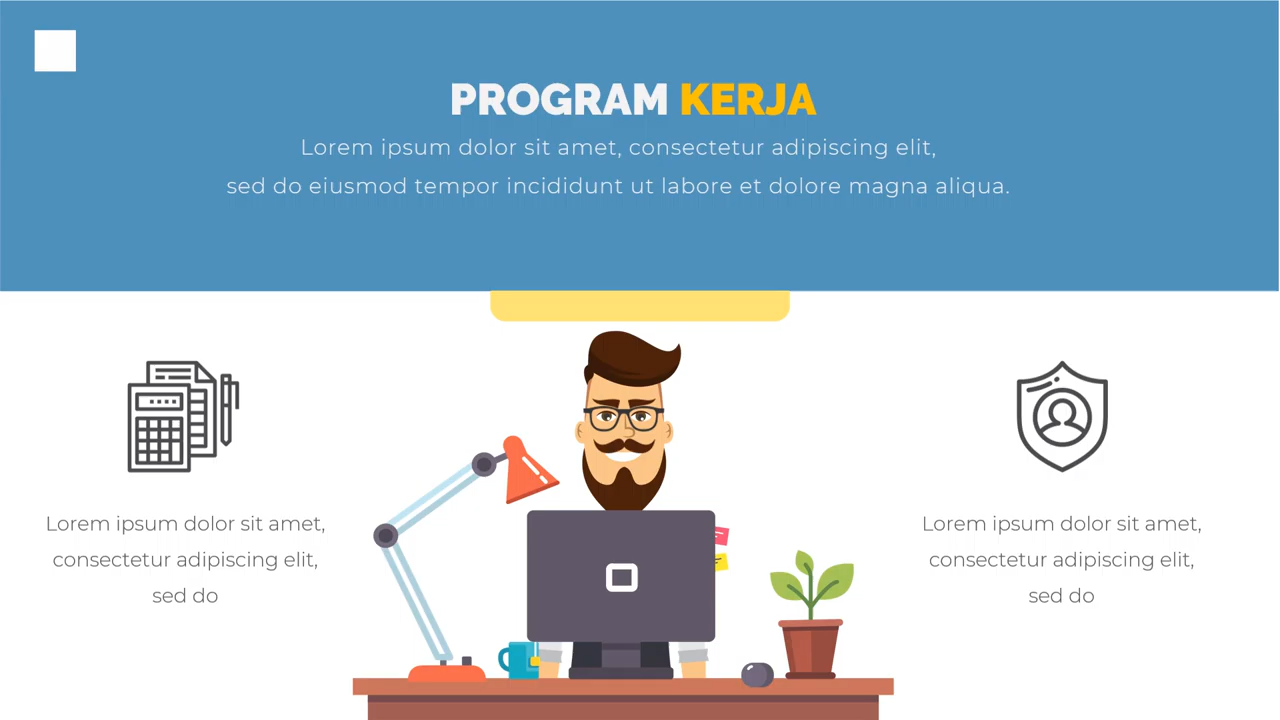 PROGRAM KERJA
Lorem ipsum dolor sit amet, consectetur adipiscing elit,
sed do eiusmod tempor incididunt ut labore et dolore magna aliqua.
Lorem ipsum dolor sit amet,
consectetur adipiscing elit,
sed do
Lorem ipsum dolor sit amet,
consectetur adipiscing elit,
sed do